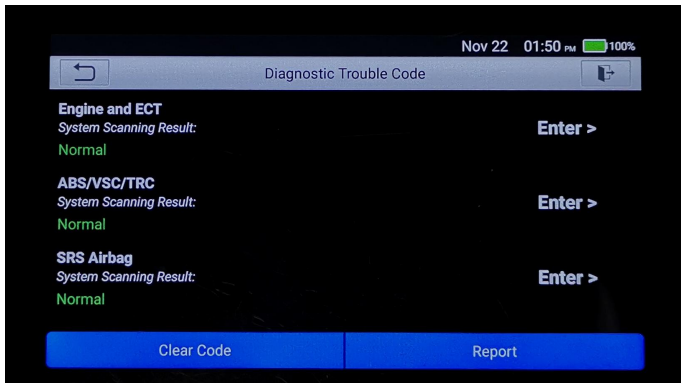 Nov 22 01:50 PM 100%
Diagnostic Trouble Code
Engine and ECT
System Scanning Result:
Enter >
Normal
ABS/VSC/TRC
System Scanning Result:
Enter >
Normal
SRS Airbag
System Scanning Result:
Enter >
Normal
Clear Code
Report